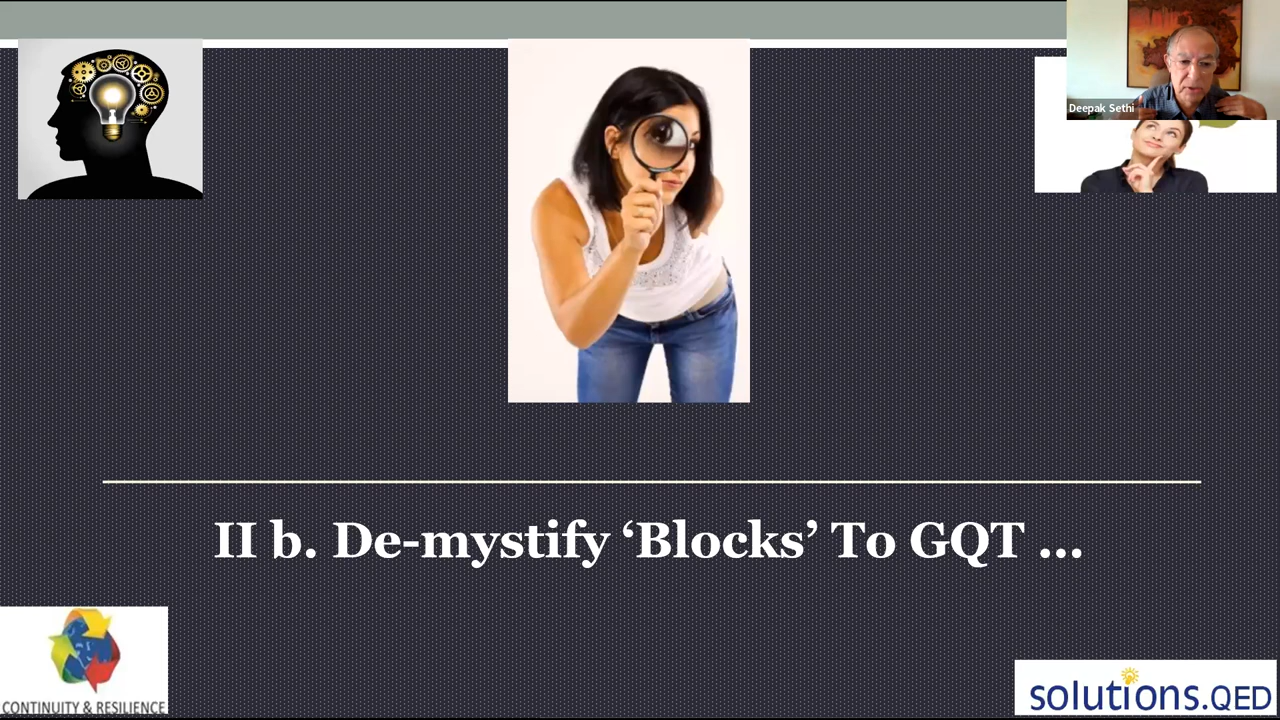 Deepak Sethi
II b. De-mystify ‘Blocks’ To GQT ...
CONTINUITY & RESILIENCE
solutions.QED